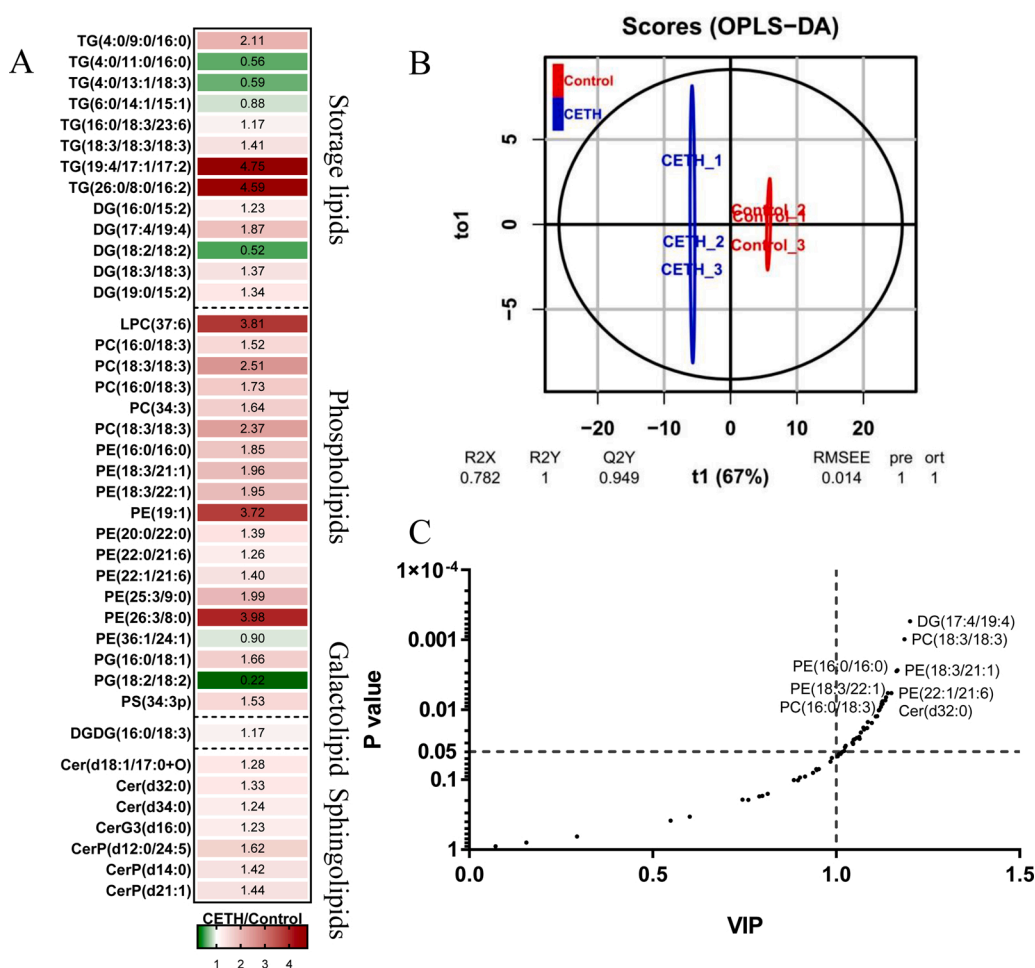 A
TG(4:0/9:0/16:0) 2.11
TG(4:0/11:0/16:0) 0.56
TG(4:0/13:1/18:3) 0.59
TG(6:0/14:1/15:1) 0.88
TG(16:0/18:3/23:6) 1.17
TG(18:3/18:3/18:3) 1.41
TG(19:4/17:1/17:2) 4.75
TG(26:0/8:0/16:2) 4.59
DG(16:0/15:2) 1.23
DG(17:4/19:4) 1.87
DG(18:2/18:2) 0.52
DG(18:3/18:3) 1.37
DG(19:0/15:2) 1.34
Storage lipids
LPC(37:6) 3.81
PC(16:0/18:3) 1.52
PC(18:3/18:3) 2.51
PC(16:0/18:3) 1.73
PC(34:3) 1.64
PC(18:3/18:3) 2.37
PE(16:0/16:0) 1.85
PE(18:3/21:1) 1.96
PE(18:3/22:1) 1.95
PE(19:1) 3.72
PE(20:0/22:0) 1.39
PE(22:0/21:6) 1.26
PE(22:1/21:6) 1.40
PE(25:3/9:0) 1.99
PE(26:3/8:0) 3.98
PE(36:1/24:1) 0.90
PG(16:0/18:1) 1.66
PG(18:2/18:2) 0.22
PS(34:3p) 1.53
Phospholipids
DGDG(16:0/18:3) 1.17
Galactolipid
Cer(d18:1/17:0+O) 1.28
Cer(d32:0) 1.33
Cer(d34:0) 1.24
CerG3(d16:0) 1.23
CerP(d12:0/24:5) 1.62
CerP(d14:0) 1.42
CerP(d21:1) 1.44
Sphingolipids
CETH/Control
1 2 3 4
B
Scores (OPLS−DA)
Control
CETH
CETH_1
CETH_2
CETH_3
Control_2
Control_1
Control_3
to1
5
0
−5
−20 −10 0 10 20
t1 (67%)
R2X R2Y Q2Y RMSEE pre ort
0.782 1 0.949 0.014 1 1
C
P value
1×10-4
0.001
0.01
0.05
0.1
1
DG(17:4/19:4)
PC(18:3/18:3)
PE(16:0/16:0) PE(18:3/21:1)
PE(18:3/22:1) PE(22:1/21:6)
PC(16:0/18:3) Cer(d32:0)
0.0 0.5 1.0 1.5
VIP